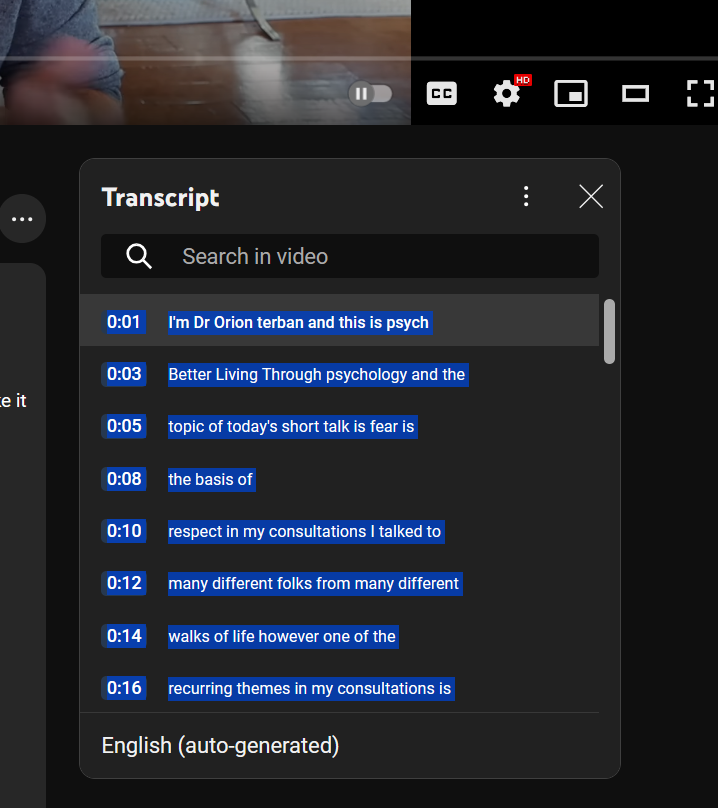 CC
HD
...
Transcript
Search in video
0:01 I'm Dr Orion terban and this is psych
0:03 Better Living Through psychology and the
0:05 topic of today's short talk is fear is
0:08 the basis of
0:10 respect in my consultations I talked to
0:12 many different folks from many different
0:14 walks of life however one of the
0:16 recurring themes in my consultations is
e it
English (auto-generated)